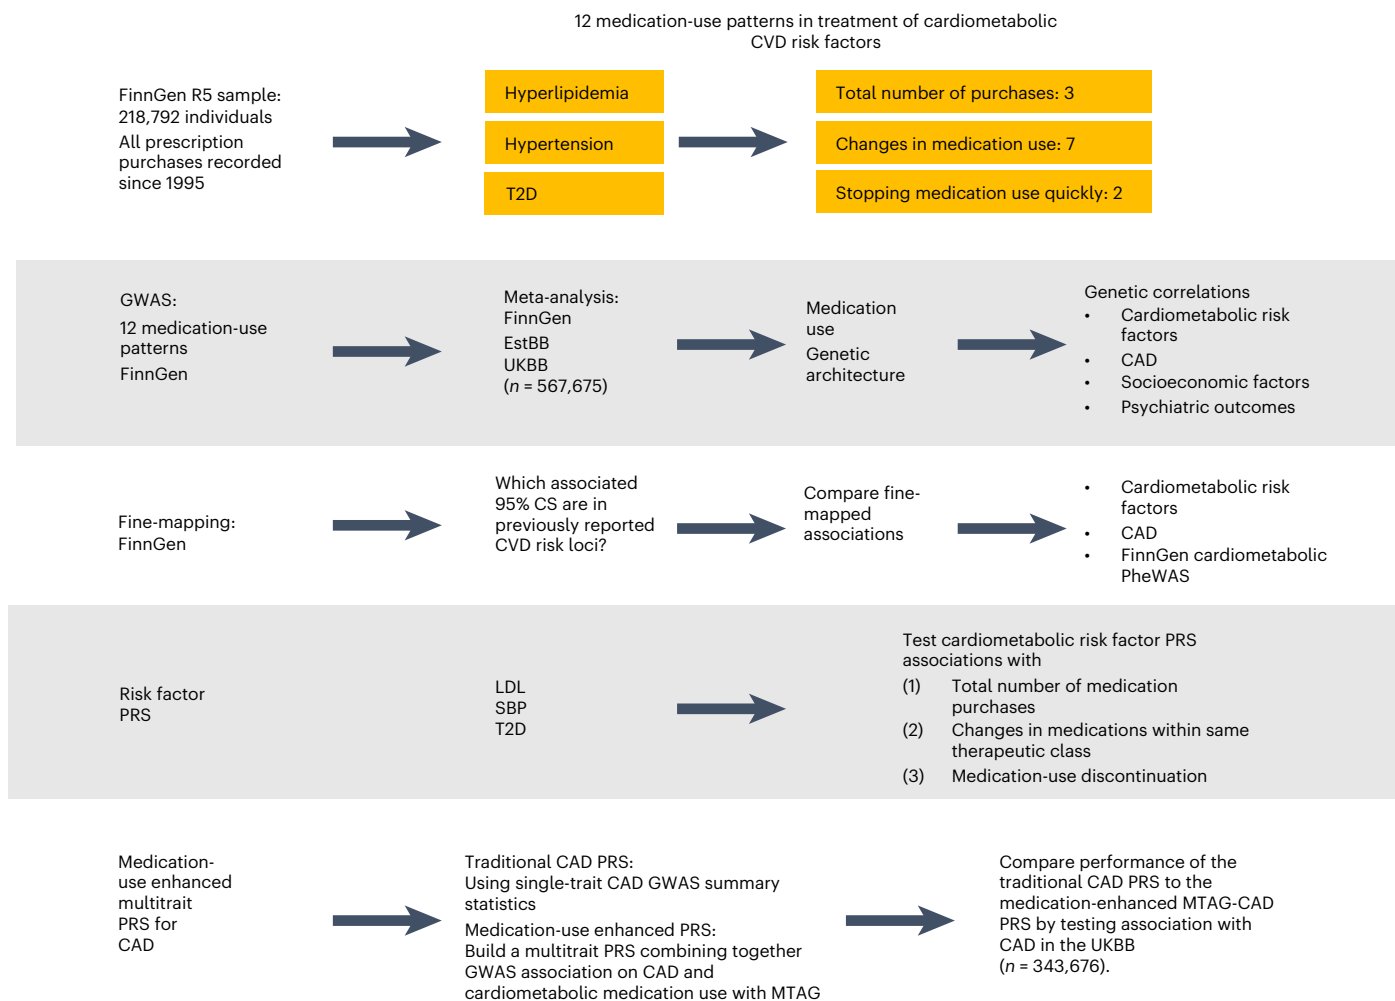 12 medication-use patterns in treatment of cardiometabolic
CVD risk factors
FinnGen R5 sample:
218,792 individuals
All prescription
purchases recorded
since 1995
Hyperlipidemia
Hypertension
T2D
Total number of purchases: 3
Changes in medication use: 7
Stopping medication use quickly: 2
GWAS:
12 medication-use
patterns
FinnGen
Meta-analysis:
FinnGen
EstBB
UKBB
(n = 567,675)
Medication
use
Genetic
architecture
Genetic correlations
• Cardiometabolic risk
factors
• CAD
• Socioeconomic factors
• Psychiatric outcomes
Fine-mapping:
FinnGen
Which associated
95% CS are in
previously reported
CVD risk loci?
Compare fine-
mapped
associations
• Cardiometabolic risk
factors
• CAD
• FinnGen cardiometabolic
PheWAS
Risk factor
PRS
LDL
SBP
T2D
Test cardiometabolic risk factor PRS
associations with
(1) Total number of medication
purchases
(2) Changes in medications within same
therapeutic class
(3) Medication-use discontinuation
Medication-
use enhanced
multitrait
PRS for
CAD
Traditional CAD PRS:
Using single-trait CAD GWAS summary
statistics
Medication-use enhanced PRS:
Build a multitrait PRS combining together
GWAS association on CAD and
cardiometabolic medication use with MTAG
Compare performance of the
traditional CAD PRS to the
medication-enhanced MTAG-CAD
PRS by testing association with
CAD in the UKBB
(n = 343,676).